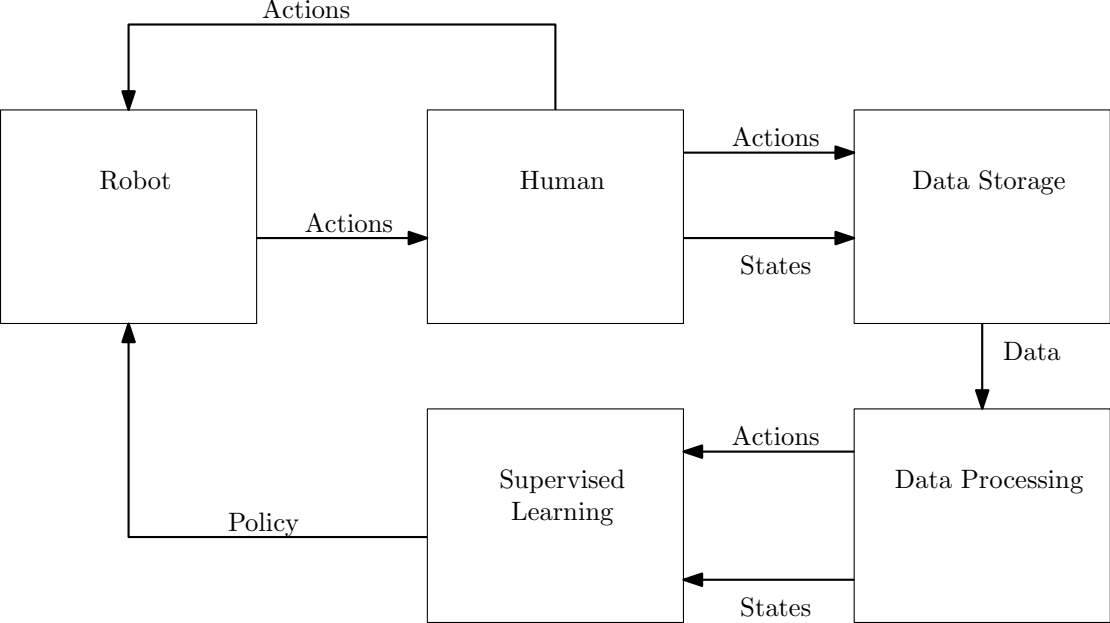 Actions
Actions
Robot
Human
Data Storage
Actions
States
Data
Actions
Supervised
Learning
Data Processing
Policy
States